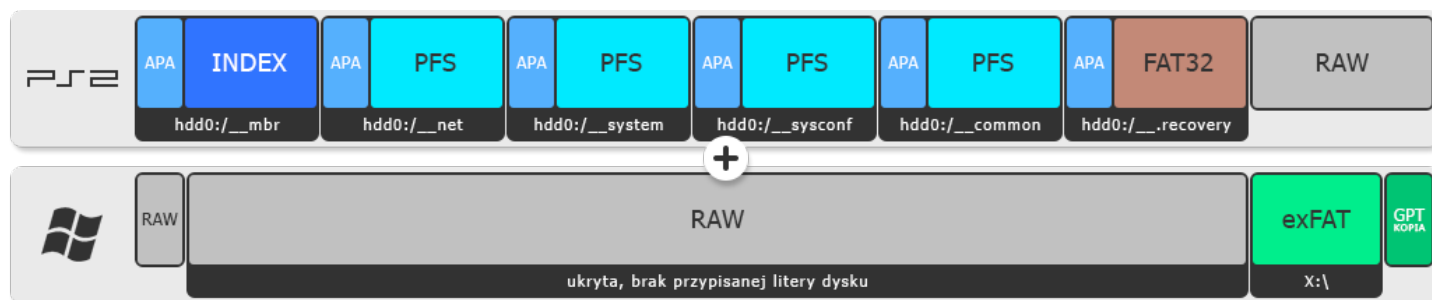 PS2
APA INDEX APA PFS APA PFS APA PFS APA PFS APA FAT32 RAW
hdd0:/__mbr hdd0:/__net hdd0:/__system hdd0:/__sysconf hdd0:/__common hdd0:/__.recovery
+
RAW RAW exFAT GPT
KOPIA
ukryta, brak przypisanej litery dysku X:\